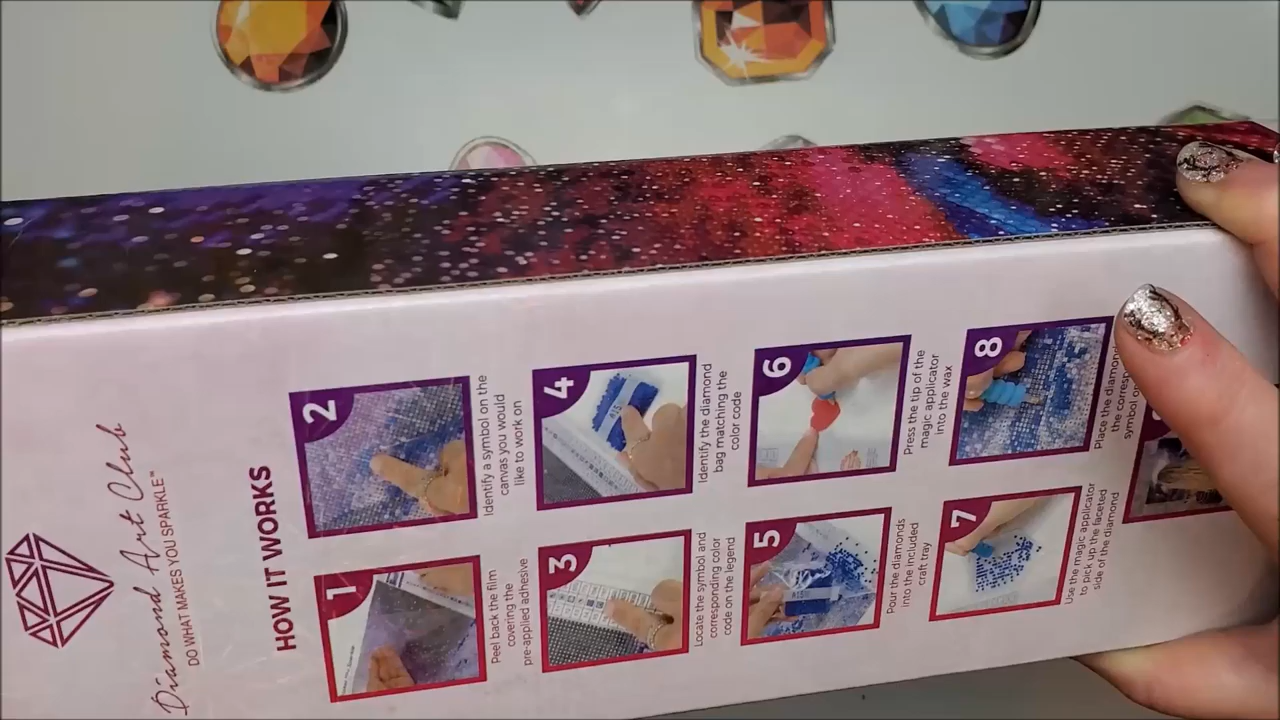 Diamond Art Club
DO WHAT MAKES YOU SPARKLE™
HOW IT WORKS
1
Peel back the film
covering the
pre-applied adhesive
2
Identify a symbol on the
canvas you would
like to work on
3
Locate the symbol and
corresponding color
code on the legend
4
Identify the diamond
bag matching the
color code
5
Pour the diamonds
into the included
craft tray
6
Press the tip of the
magic applicator
into the wax
7
Use the magic applicator
to pick up the faceted
side of the diamond
8
Place the diamond
the
symbol